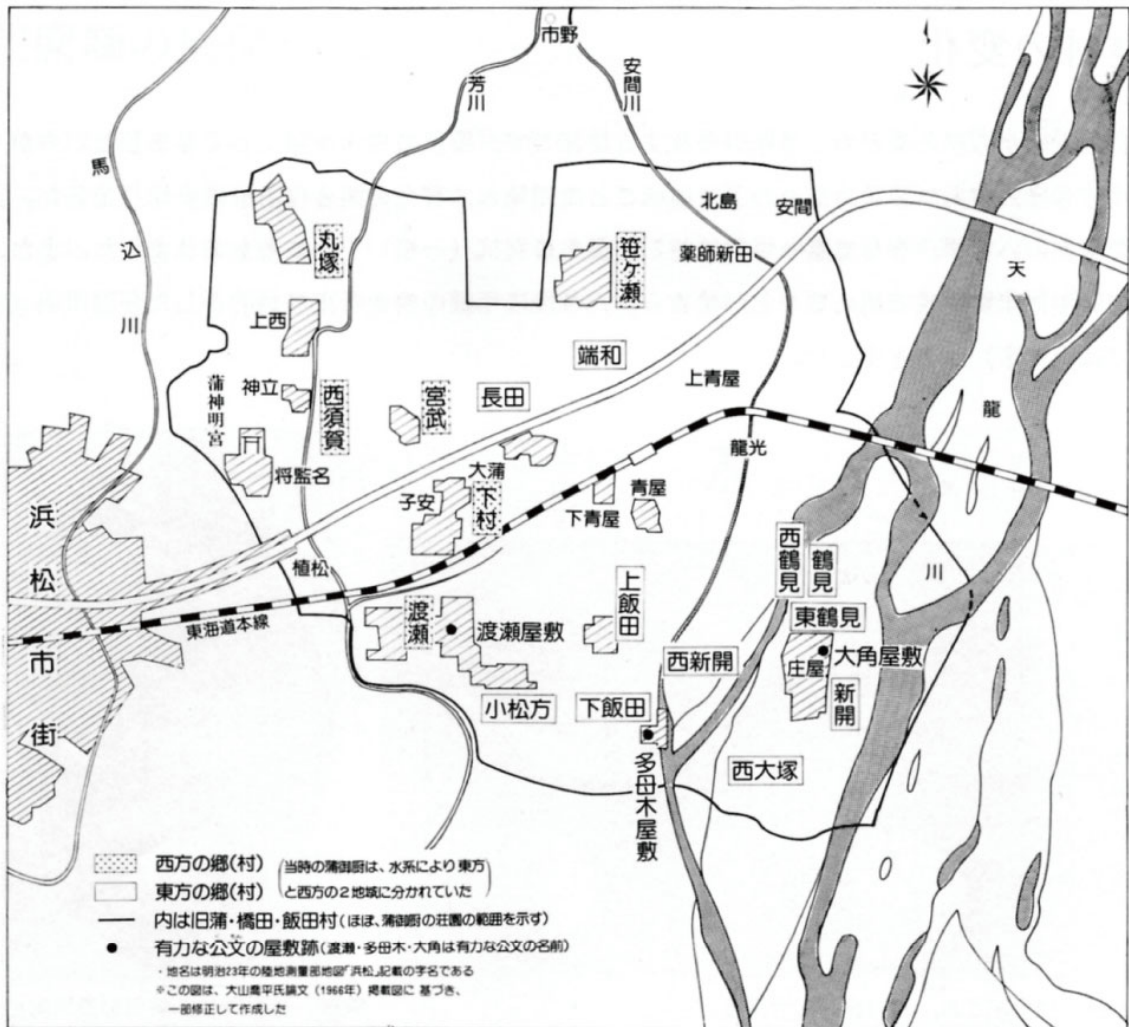 市野
芳川
安間川
馬込川
北島
安間
丸塚
笹ヶ瀬
薬師新田
天龍川
上西
端和
上青屋
神立
西須賀
宮武
長田
蒲神明宮
龍光
将監名
大蒲
子安
下村
青屋
下青屋
浜松市街
植松
西鶴見
鶴見
東海道本線
渡瀬
渡瀬屋敷
上飯田
東鶴見
西新開
庄屋
大角屋敷
新開
小松方
下飯田
多母木屋敷
西大塚
西方の郷(村)
東方の郷(村)
(当時の蒲御厨は、水系により東方
と西方の2地域に分かれていた)
内は旧蒲・橋田・飯田村(ほぼ、蒲御厨の荘園の範囲を示す)
有力な公文の屋敷跡(渡瀬・多母木・大角は有力な公文の名前)
・地名は明治23年の陸地測量部地図「浜松」記載の字名である
※この図は、大山喬平氏論文(1966年)掲載図に基づき、
一部修正して作成した